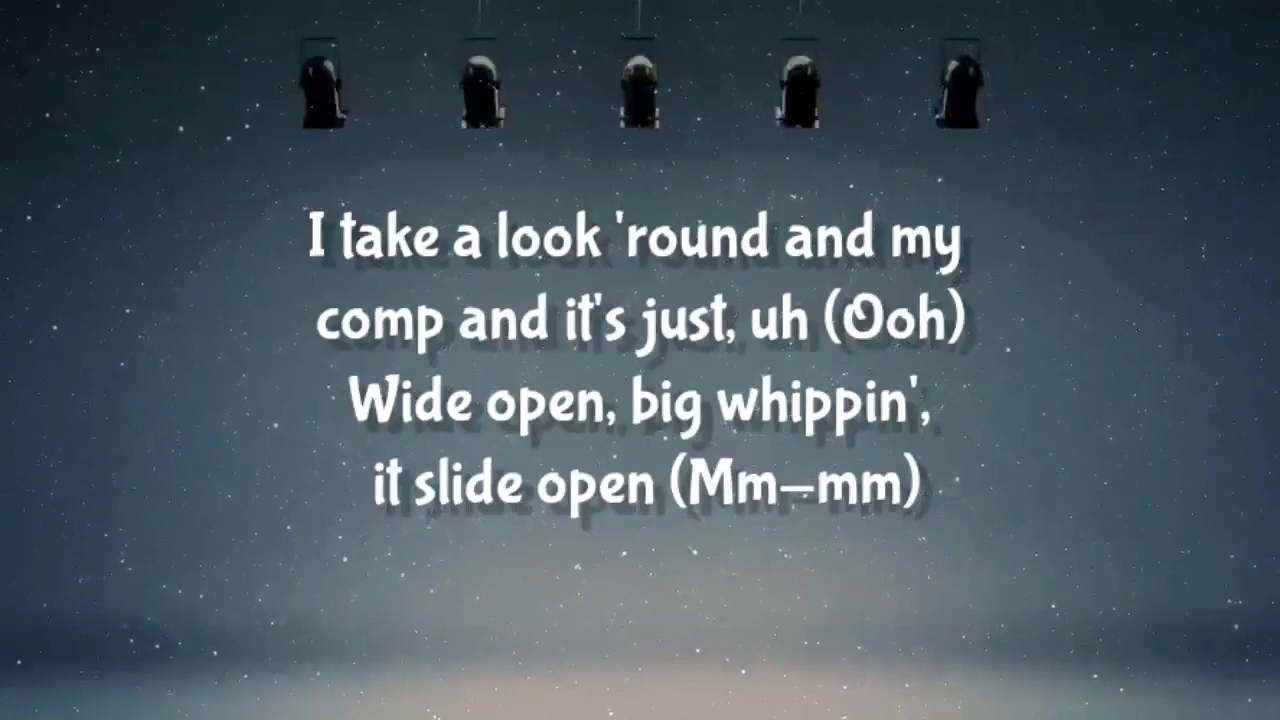 I take a look 'round and my
comp and it's just, uh (Ooh)
Wide open, big whippin',
it slide open (Mm–mm)